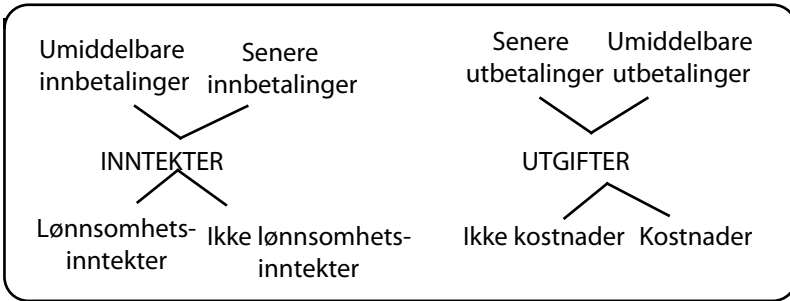 Umiddelbare
innbetalinger
Senere
innbetalinger
INNTEKTER
Lønnsomhets-
inntekter
Ikke lønnsomhets-
inntekter
Senere
utbetalinger
Umiddelbare
utbetalinger
UTGIFTER
Ikke kostnader
Kostnader